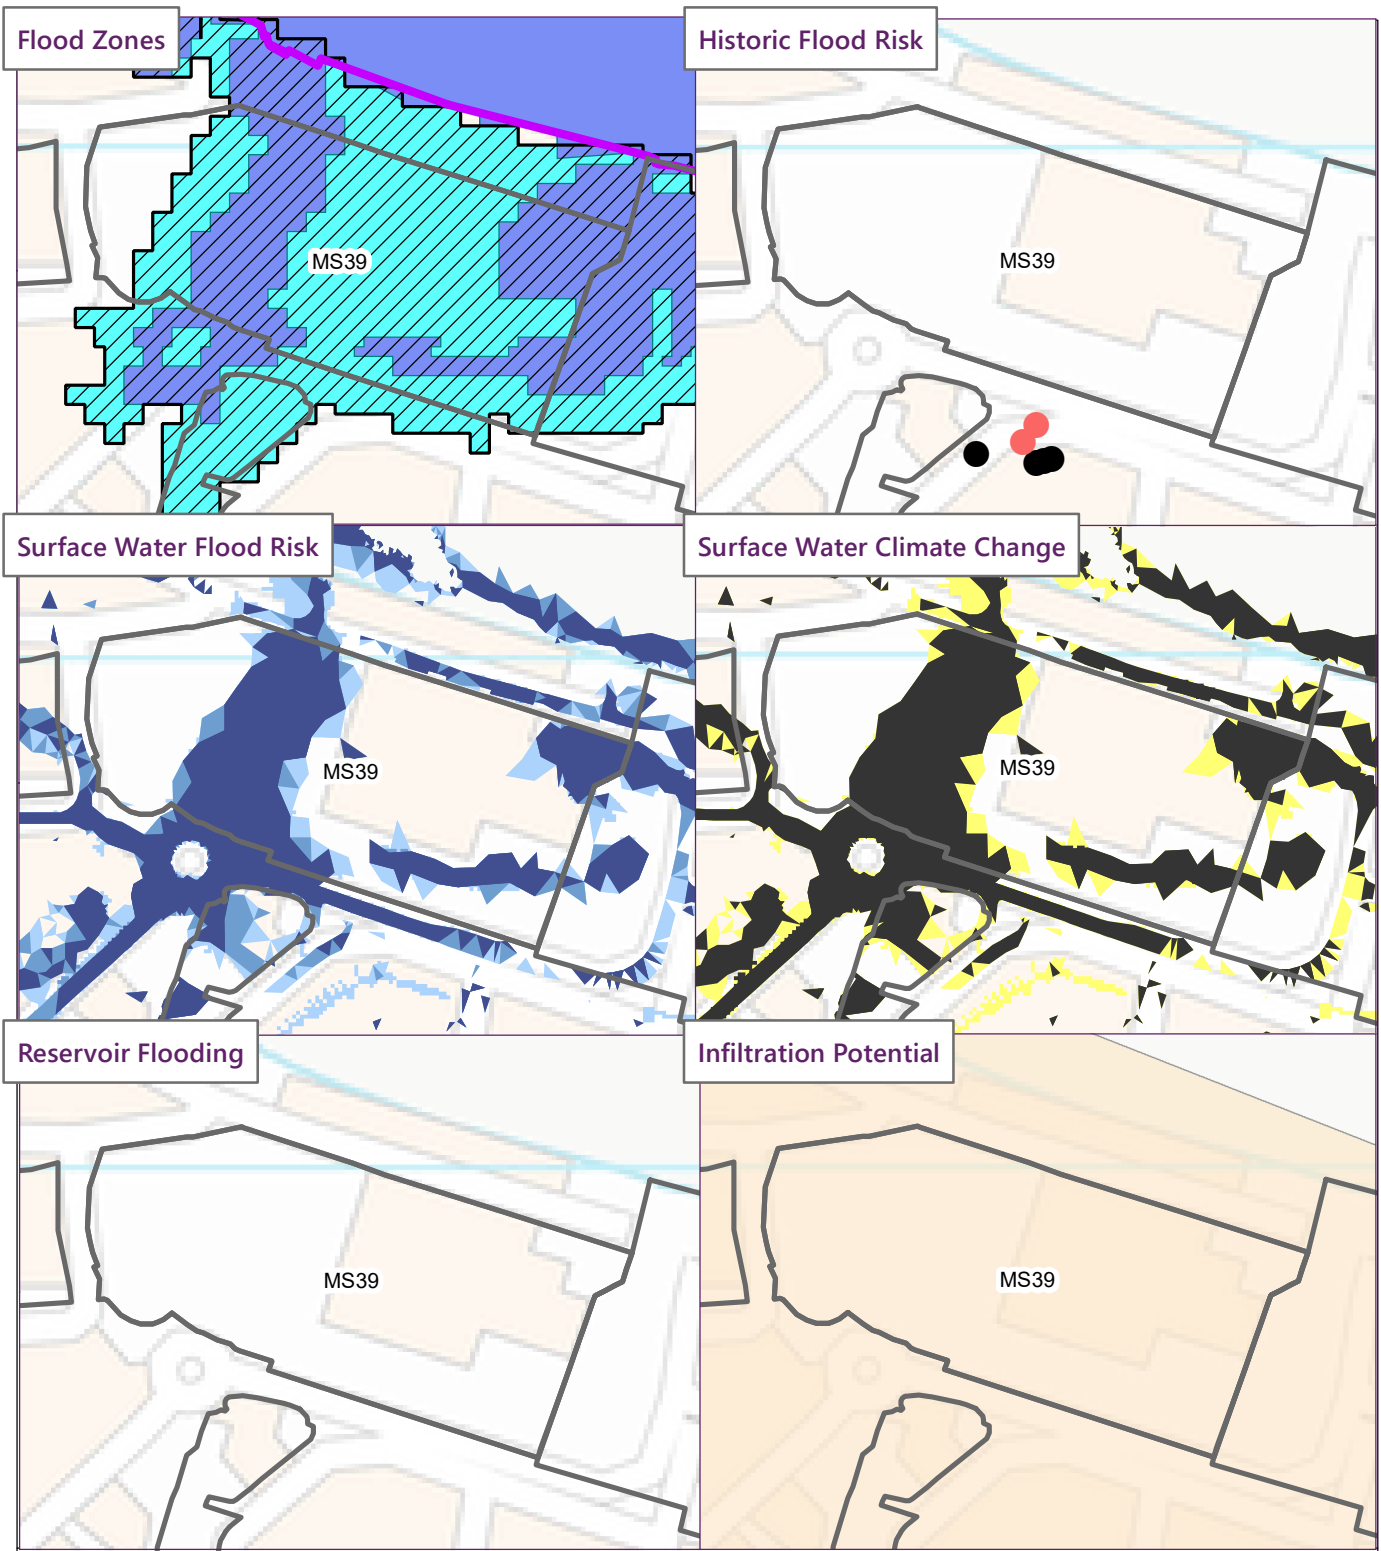 Flood Zones
Historic Flood Risk
MS39
MS39
Surface Water Flood Risk
Surface Water Climate Change
MS39
MS39
Reservoir Flooding
Infiltration Potential
MS39
MS39